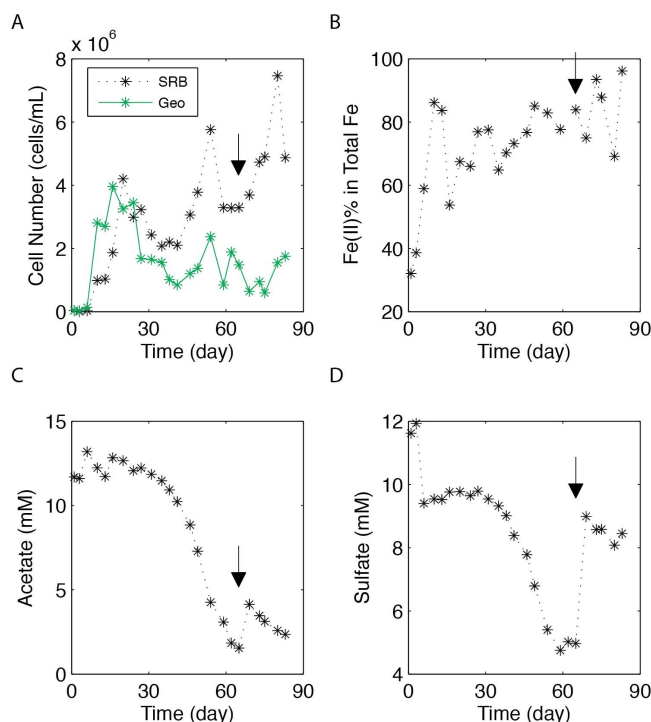 A
x 10⁶
8
6
4
2
0
0 30 60 90
Cell Number (cells/mL)
Time (day)
SRB
Geo
B
100
80
60
40
20
0 30 60 90
Fe(II)% in Total Fe
Time (day)
C
15
10
5
0
0 30 60 90
Acetate (mM)
Time (day)
D
12
10
8
6
4
0 30 60 90
Sulfate (mM)
Time (day)